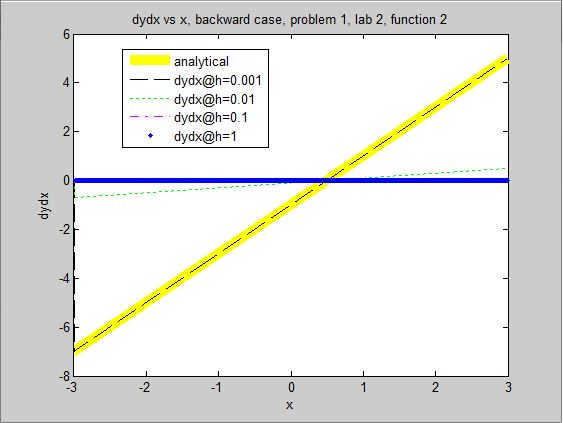 dydx vs x, backward case, problem 1, lab 2, function 2
analytical
dydx@h=0.001
dydx@h=0.01
dydx@h=0.1
dydx@h=1
6
4
2
0
-2
-4
-6
-8
dydx
-3 -2 -1 0 1 2 3
x